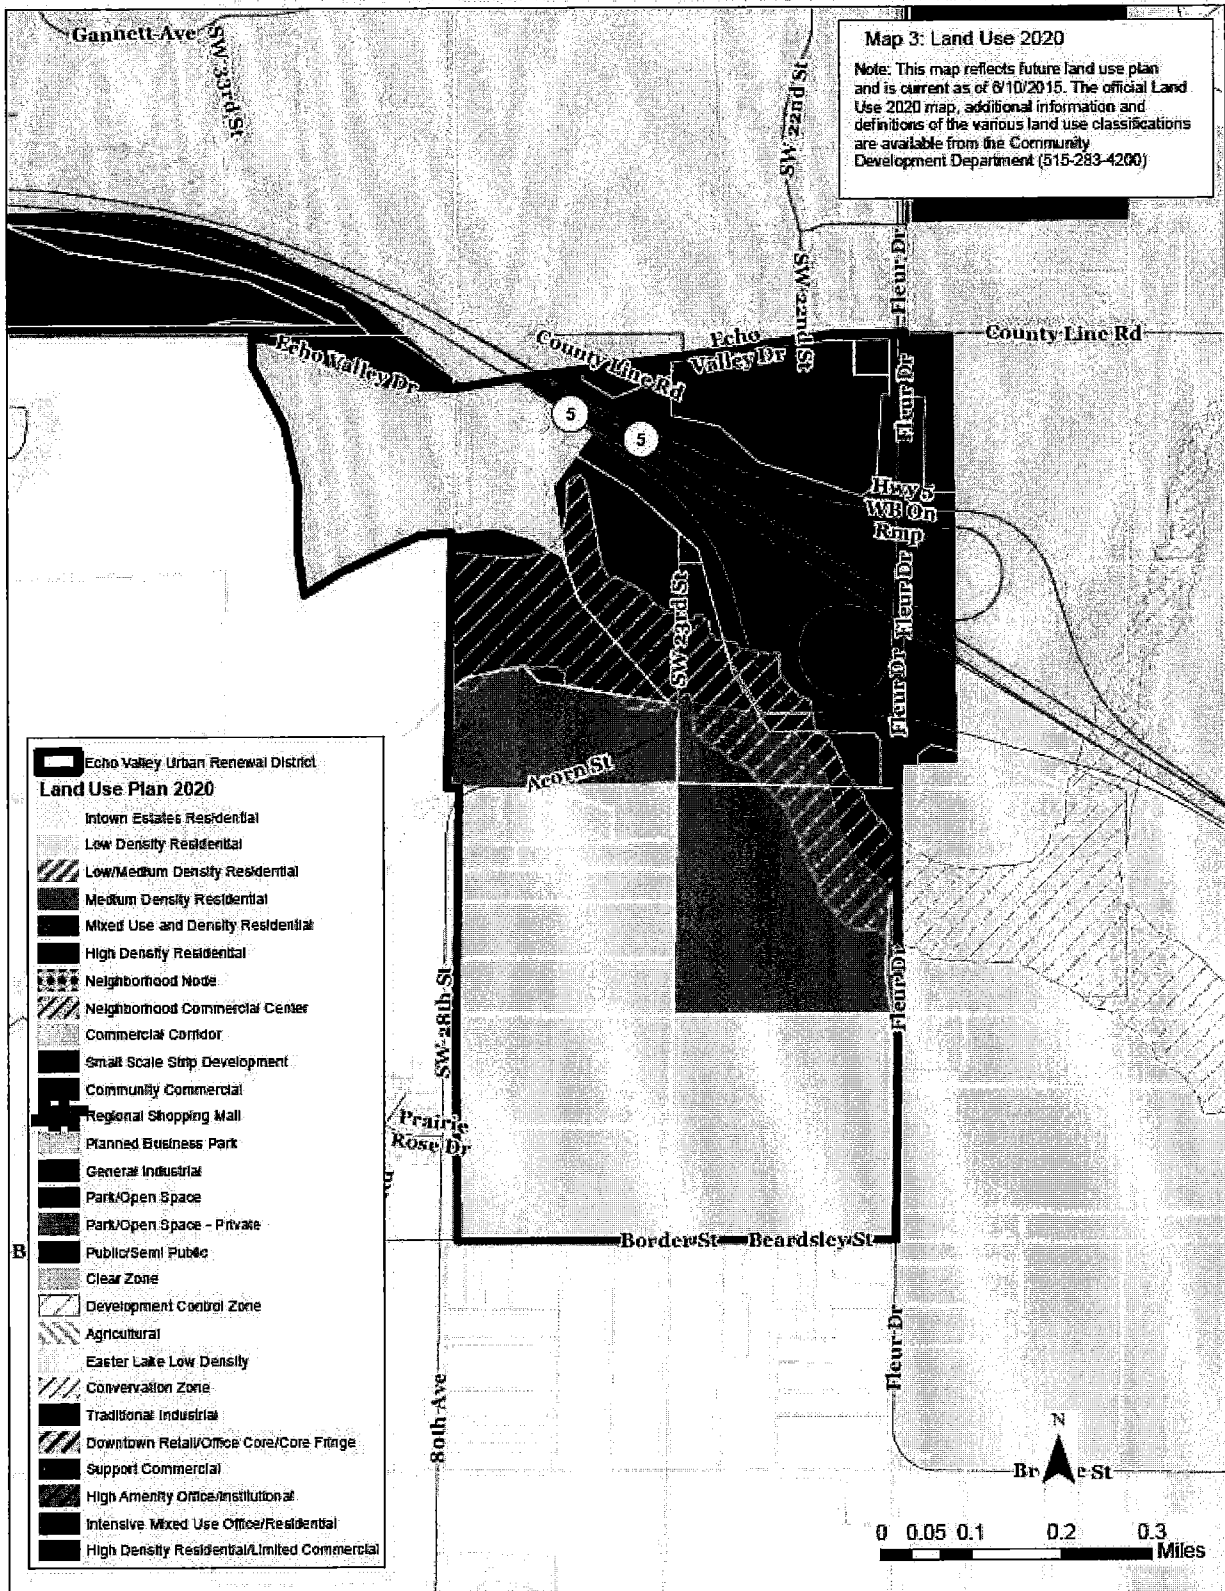 Gannett Ave
SW 33rd St
SW 22nd St
Map 3: Land Use 2020
Note: This map reflects future land use plan
and is current as of 6/10/2015. The official Land
Use 2020 map, additional information and
definitions of the various land use classifications
are available from the Community
Development Department (515-283-4200)
Fleur Dr
SW 22nd St
County Line Rd
Echo
Valley Dr
Echo Valley Dr
County Line Rd
Fleur Dr
5
5
Hwy 5
WB On
Rmp
Fleur Dr
SW 23rd St
Fleur Dr
Acorn St
Echo Valley Urban Renewal District
Land Use Plan 2020
Intown Estates Residential
Low Density Residential
Low/Medium Density Residential
Medium Density Residential
Mixed Use and Density Residential
High Density Residential
Neighborhood Node
Neighborhood Commercial Center
Commercial Corridor
Small Scale Strip Development
Community Commercial
Regional Shopping Mall
Planned Business Park
General Industrial
Park/Open Space
Park/Open Space - Private
Public/Semi Public
Clear Zone
Development Control Zone
Agricultural
Easter Lake Low Density
Convervation Zone
Traditional Industrial
Downtown Retail/Office Core/Core Fringe
Support Commercial
High Amenity Office/Institutional
Intensive Mixed Use Office/Residential
High Density Residential/Limited Commercial
SW 28th St
Fleur Dr
Prairie
Rose Dr
B
Border St
Beardsley St
Fleur Dr
80th Ave
N
St
0 0.05 0.1 0.2 0.3
Miles